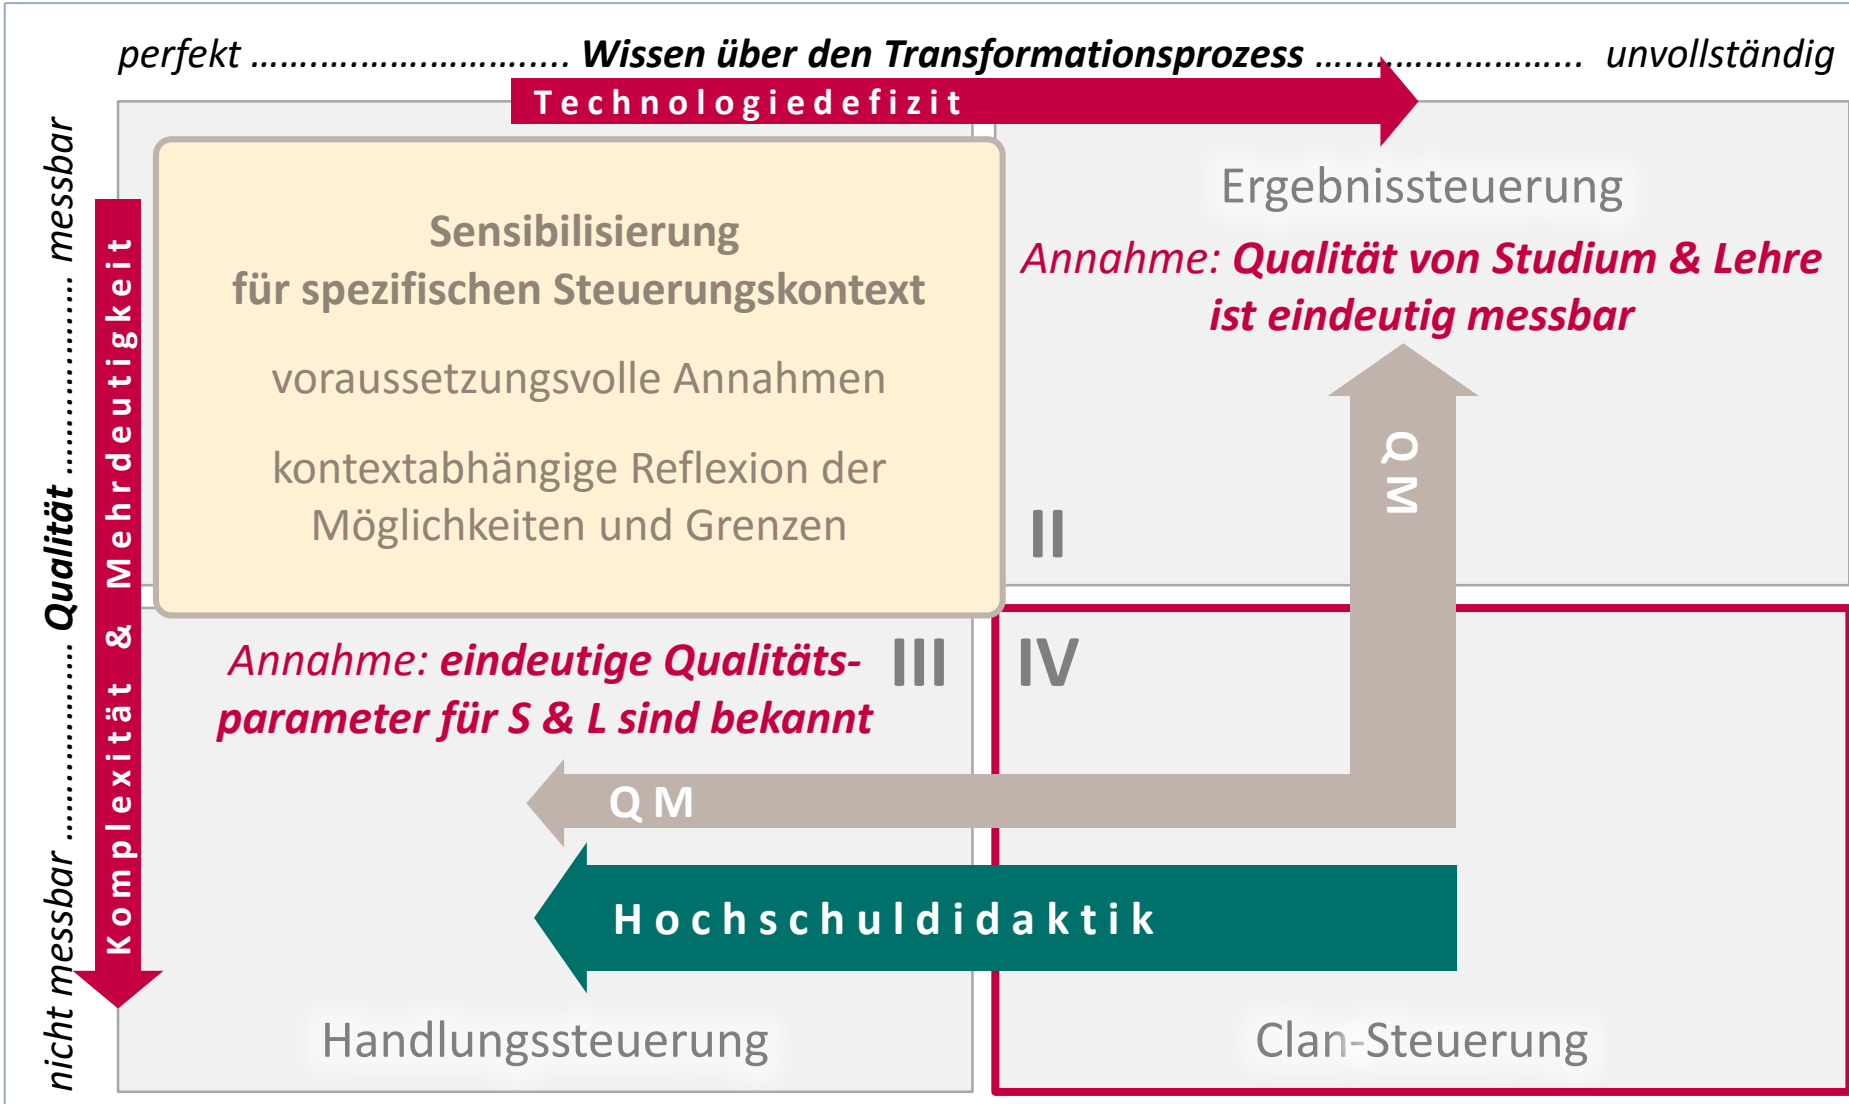 perfekt ............................... Wissen über den Transformationsprozess ......................... unvollständig
Technologiedefizit
nicht messbar ..................... Qualität ..................... messbar
Komplexität & Mehrdeutigkeit
Sensibilisierung
für spezifischen Steuerungskontext
voraussetzungsvolle Annahmen
kontextabhängige Reflexion der
Möglichkeiten und Grenzen
Ergebnissteuerung
Annahme: Qualität von Studium & Lehre
ist eindeutig messbar
QM
II
III
IV
Annahme: eindeutige Qualitäts-
parameter für S & L sind bekannt
QM
Hochschuldidaktik
Handlungssteuerung
Clan-Steuerung